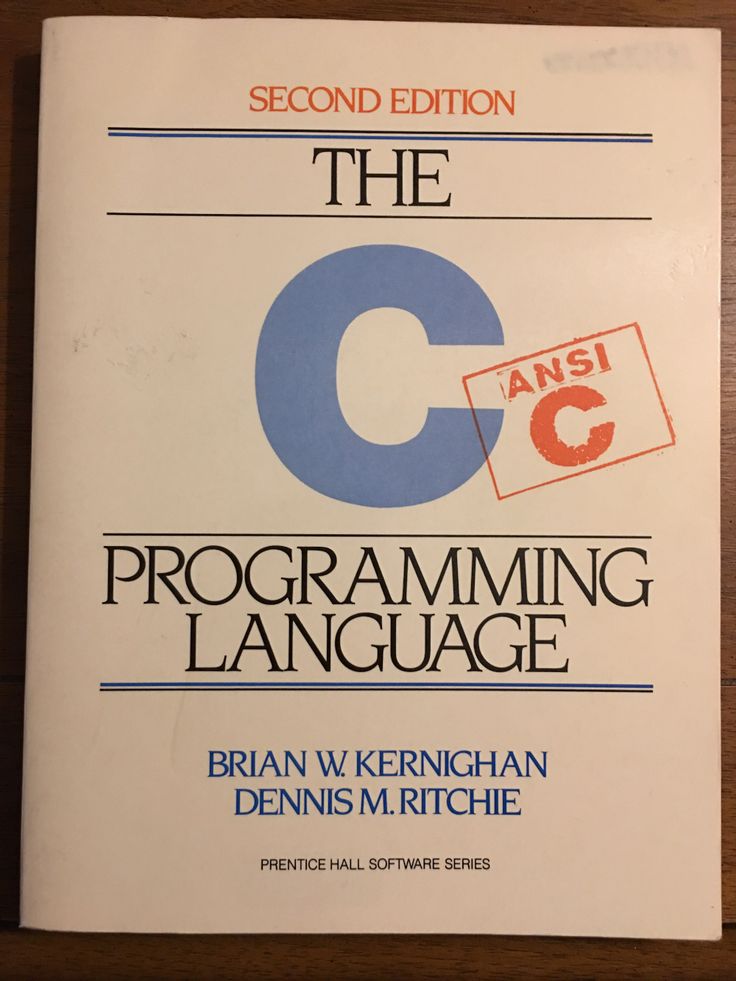 SECOND EDITION
THE
C
ANSI
C
PROGRAMMING
LANGUAGE
BRIAN W. KERNIGHAN
DENNIS M. RITCHIE
PRENTICE HALL SOFTWARE SERIES